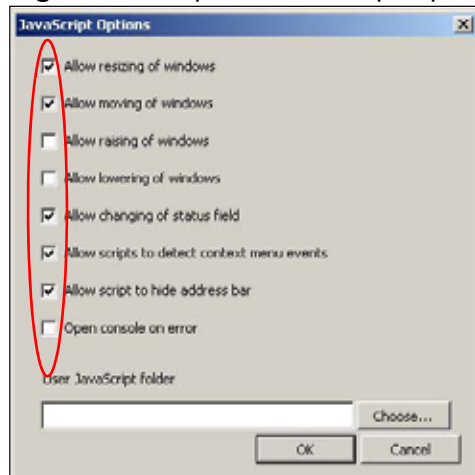 JavaScript Options
Allow resizing of windows
Allow moving of windows
Allow raising of windows
Allow lowering of windows
Allow changing of status field
Allow scripts to detect context menu events
Allow script to hide address bar
Open console on error
User JavaScript folder
Choose...
OK Cancel